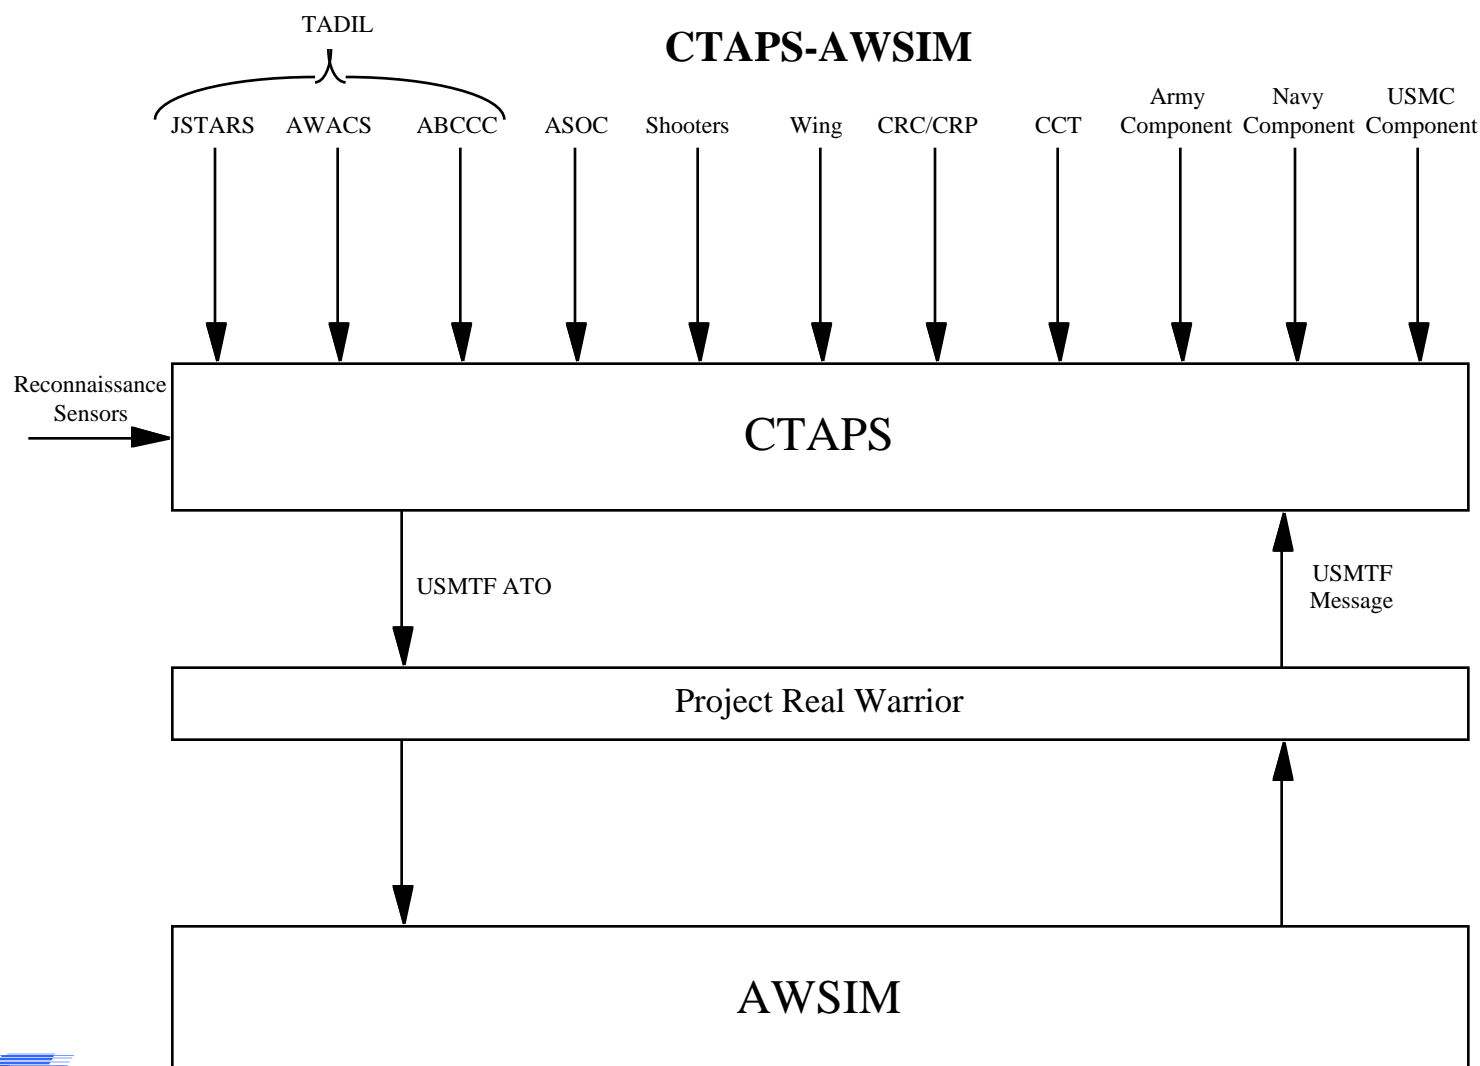 TADIL
CTAPS-AWSIM
JSTARS AWACS ABCCC ASOC Shooters Wing CRC/CRP CCT
Army
Component
Navy
Component
USMC
Component
Reconnaissance
Sensors
CTAPS
USMTF ATO
USMTF
Message
Project Real Warrior
AWSIM